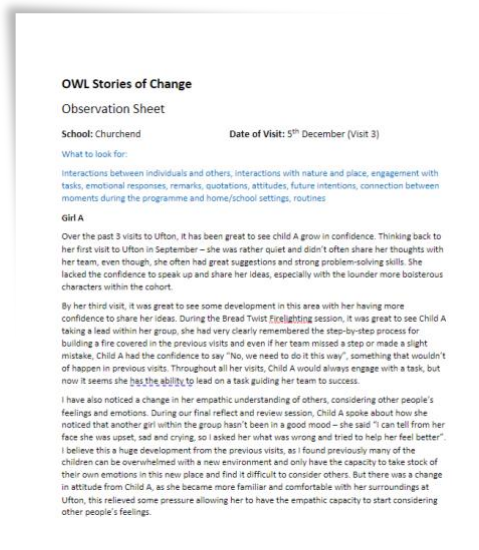 OWL Stories of Change
Observation Sheet
School: Churchend Date of Visit: 5th December (Visit 3)
What to look for:
Interactions between individuals and others, interactions with nature and place, engagement with
tasks, emotional responses, remarks, quotations, attitudes, future intentions, connection between
moments during the programme and home/school settings, routines
Girl A
Over the past 3 visits to Ufton, it has been great to see child A grow in confidence. Thinking back to
her first visit to Ufton in September – she was rather quiet and didn't often share her thoughts with
her team, even though, she often had great suggestions and strong problem-solving skills. She
lacked the confidence to speak up and share her ideas, especially with the lounder more boisterous
characters within the cohort.
By her third visit, it was great to see some development in this area with her having more
confidence to share her ideas. During the Bread Twist Firelighting session, it was great to see Child A
taking a lead within her group, she had very clearly remembered the step-by-step process for
building a fire covered in the previous visits and even if her team missed a step or made a slight
mistake, Child A had the confidence to say "No, we need to do it this way", something that wouldn't
of happen in previous visits. Throughout all her visits, Child A would always engage with a task, but
now it seems she has the ability to lead on a task guiding her team to success.
I have also noticed a change in her empathetic understanding of others, considering other people's
feelings and emotions. During our final reflect and review session, Child A spoke about how she
noticed that another girl within the group hasn't been in a good mood – she said "I can tell from her
face she was upset, sad and crying, so I asked her what was wrong and tried to help her feel better".
I believe this a huge development from the previous visits, as I found previously many of the
children can be overwhelmed with a new environment and only have the capacity to take stock of
their own emotions in this new place and find it difficult to consider others. But there was a change
in attitude from Child A, as she became more familiar and comfortable with her surroundings at
Ufton, this relieved some pressure allowing her to have the empathic capacity to start considering
other people's feelings.